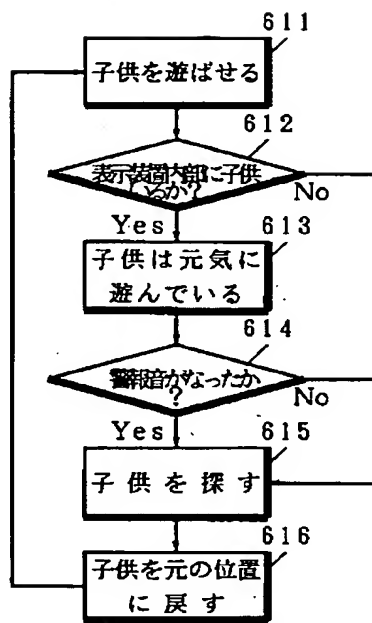 611
子供を遊ばせる
612
表示装置内部に子供
いるか?
No
Yes
613
子供は元気に
遊んでいる
614
警報音がなったか
?
No
Yes
615
子供を探す
616
子供を元の位置
に戻す